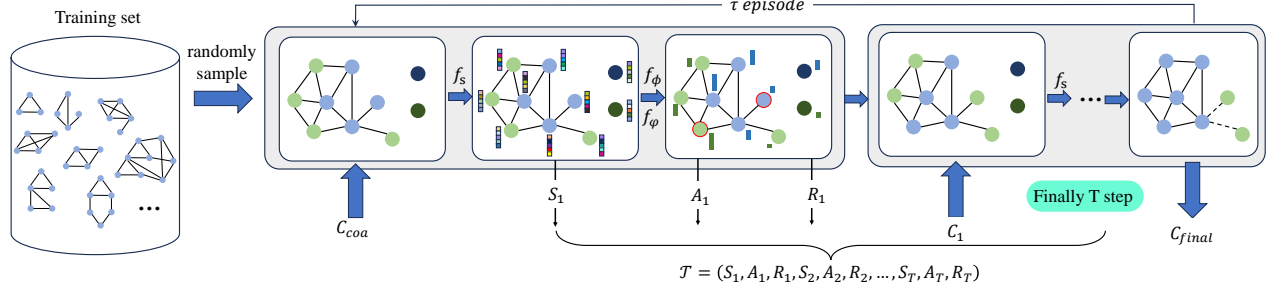 Training set
randomly
sample
τ episode
f_s
f_ϕ
f_φ
f_s
...
...
S_1
A_1
R_1
C_coa
C_1
Finally T step
C_final
𝒯 = (S_1, A_1, R_1, S_2, A_2, R_2, ..., S_T, A_T, R_T)